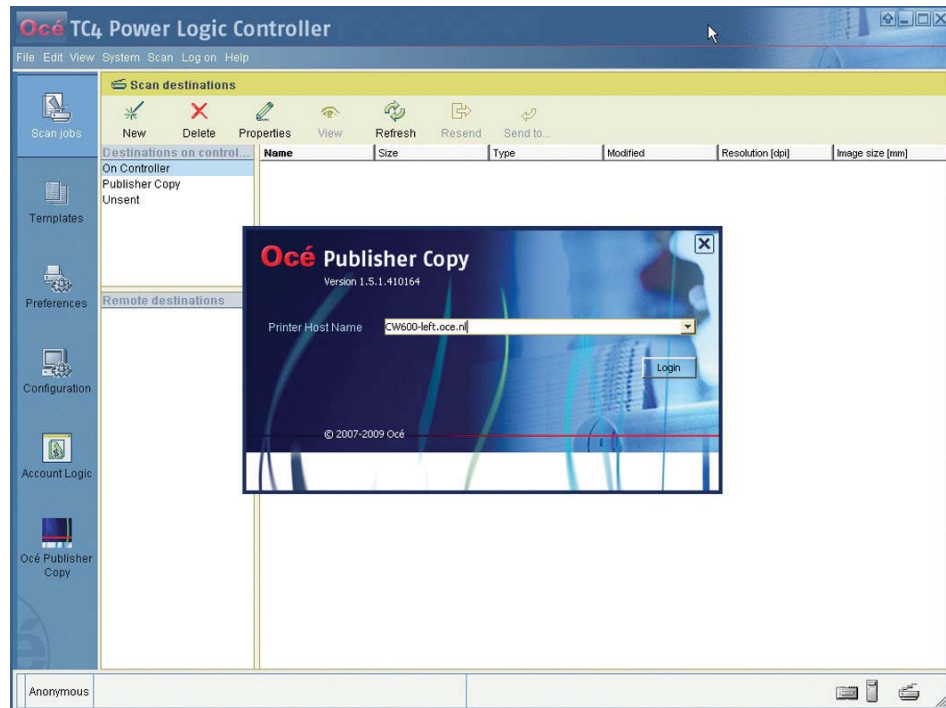 Océ TC4 Power Logic Controller
File Edit View System Scan Log on Help
Scan destinations
New Delete Properties View Refresh Resend Send to...
Destinations on control... Name Size Type Modified Resolution [dpi] Image size [mm]
On Controller
Publisher Copy
Unsent
Remote destinations
Scan jobs
Templates
Preferences
Configuration
Account Logic
Océ Publisher
Copy
Océ Publisher Copy
Version 1.5.1.410164
Printer Host Name CW600-left.oce.nl
Login
© 2007-2009 Océ
Anonymous